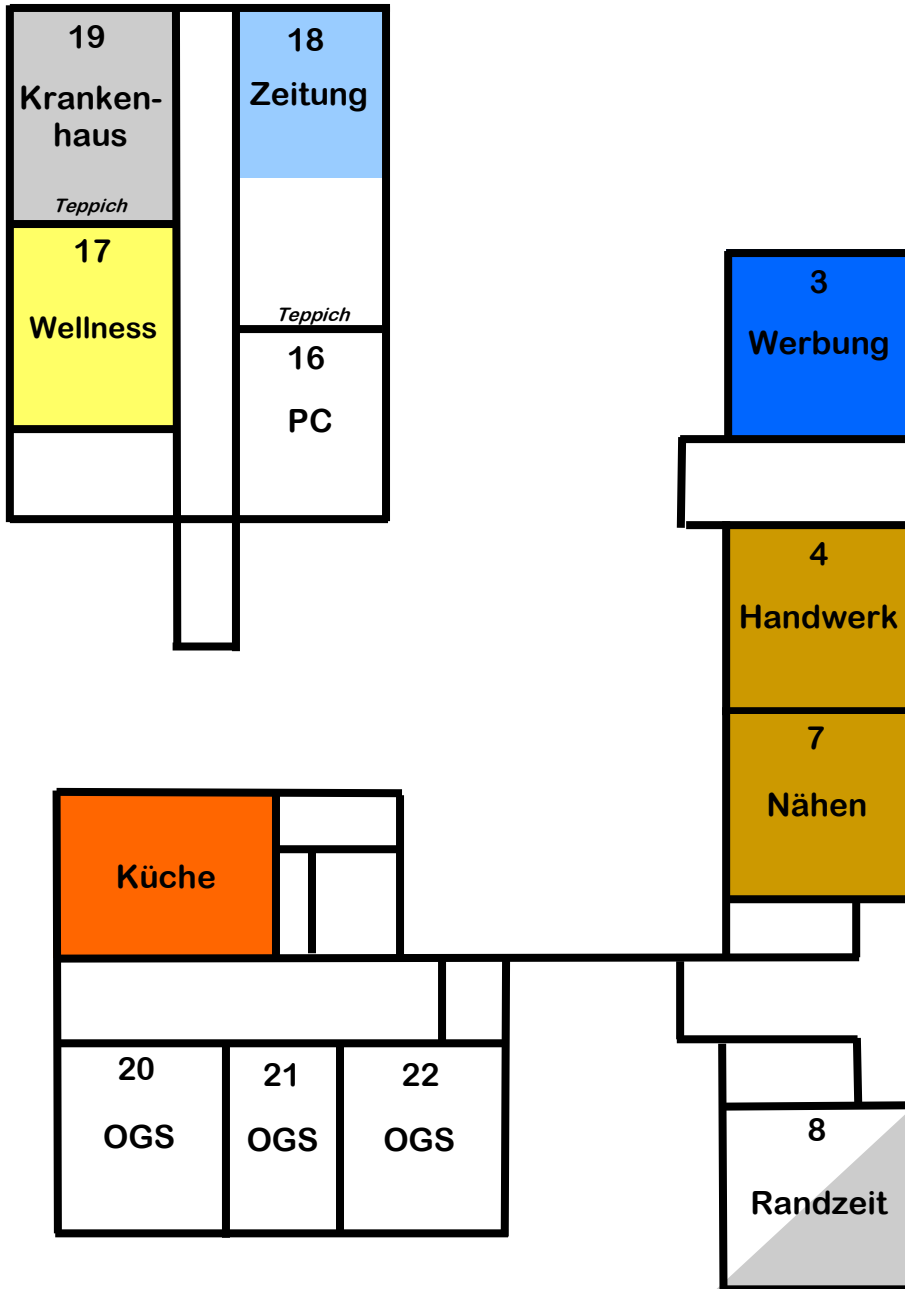 19
Kranken-
haus
Teppich
17
Wellness
18
Zeitung
Teppich
16
PC
3
Werbung
4
Handwerk
7
Nähen
Küche
20
OGS
21
OGS
22
OGS
8
Randzeit